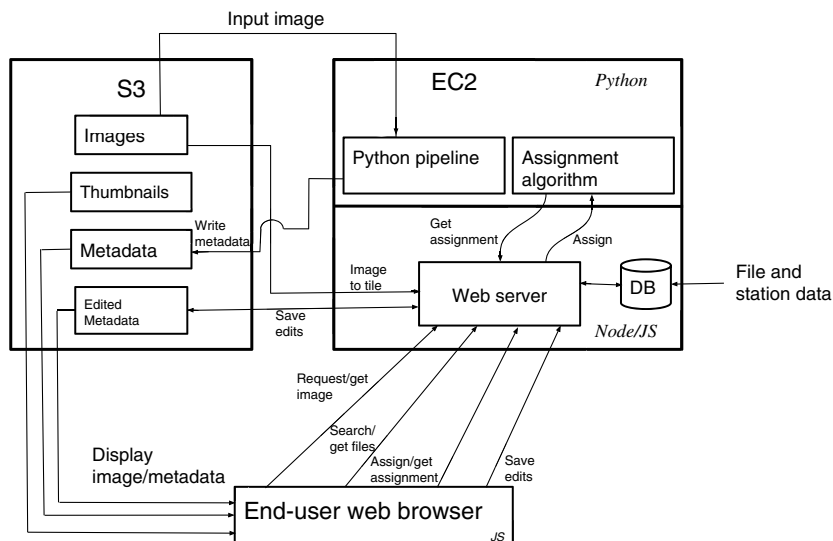 Input image
S3
Images
Thumbnails
Metadata
Edited
Metadata
Write
metadata
EC2
Python
Python pipeline
Assignment
algorithm
Get
assignment
Assign
Image
to tile
Web server
DB
File and
station data
Node/JS
Save
edits
Request/get
image
Search/
get files
Assign/get
assignment
Save
edits
Display
image/metadata
End-user web browser
JS